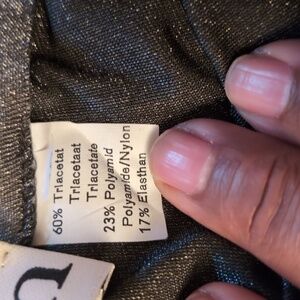 60% Triacetat
Triacetaat
Triacetate
23% Polyamid
Polyamide/Nylon
17% Elasthan